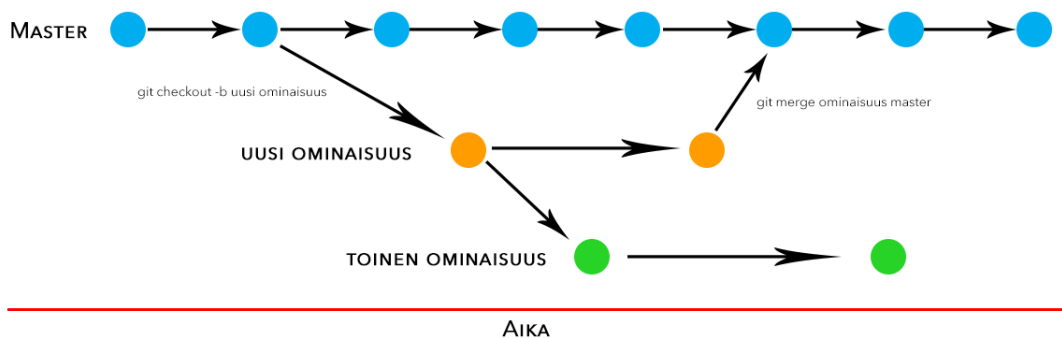 Master
git checkout -b uusi ominaisuus
git merge ominaisuus master
uusi ominaisuus
toinen ominaisuus
Aika